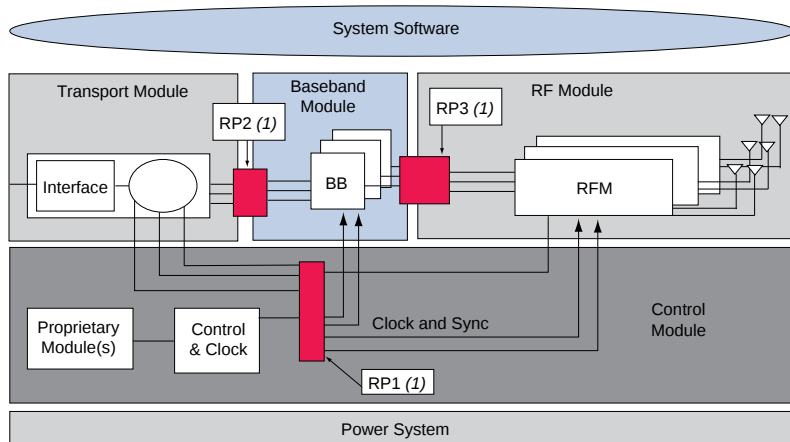 System Software
Transport Module
Baseband
Module
RF Module
RP2 (1)
RP3 (1)
Interface
BB
RFM
Proprietary
Module(s)
Control
& Clock
Clock and Sync
Control
Module
RP1 (1)
Power System